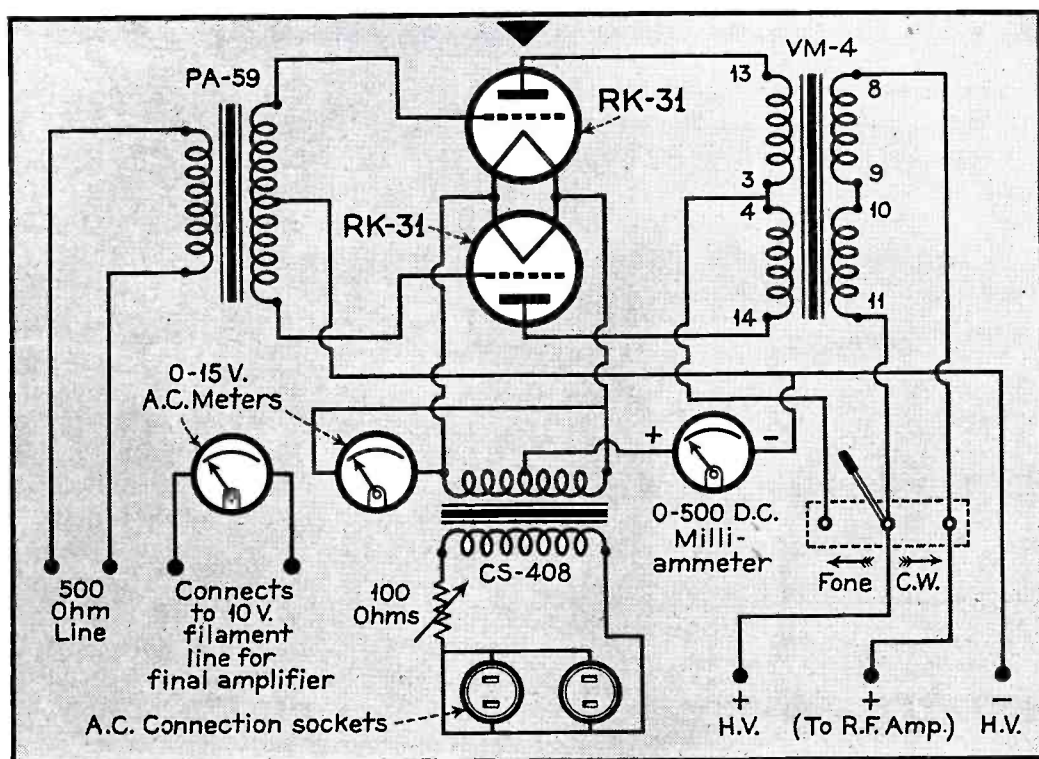 PA-59
RK-31
VM-4
13
8
3
9
4
10
RK-31
14
11
0-15 V.
A.C. Meters
+
-
0-500 D.C.
Milli-
ammeter
CS-408
100
Ohms
Fone
C.W.
500
Ohm
Line
Connects
to 10 V.
filament
line for
final amplifier
A.C. Connection sockets
+
H.V.
+
(To R.F. Amp.)
−
H.V.